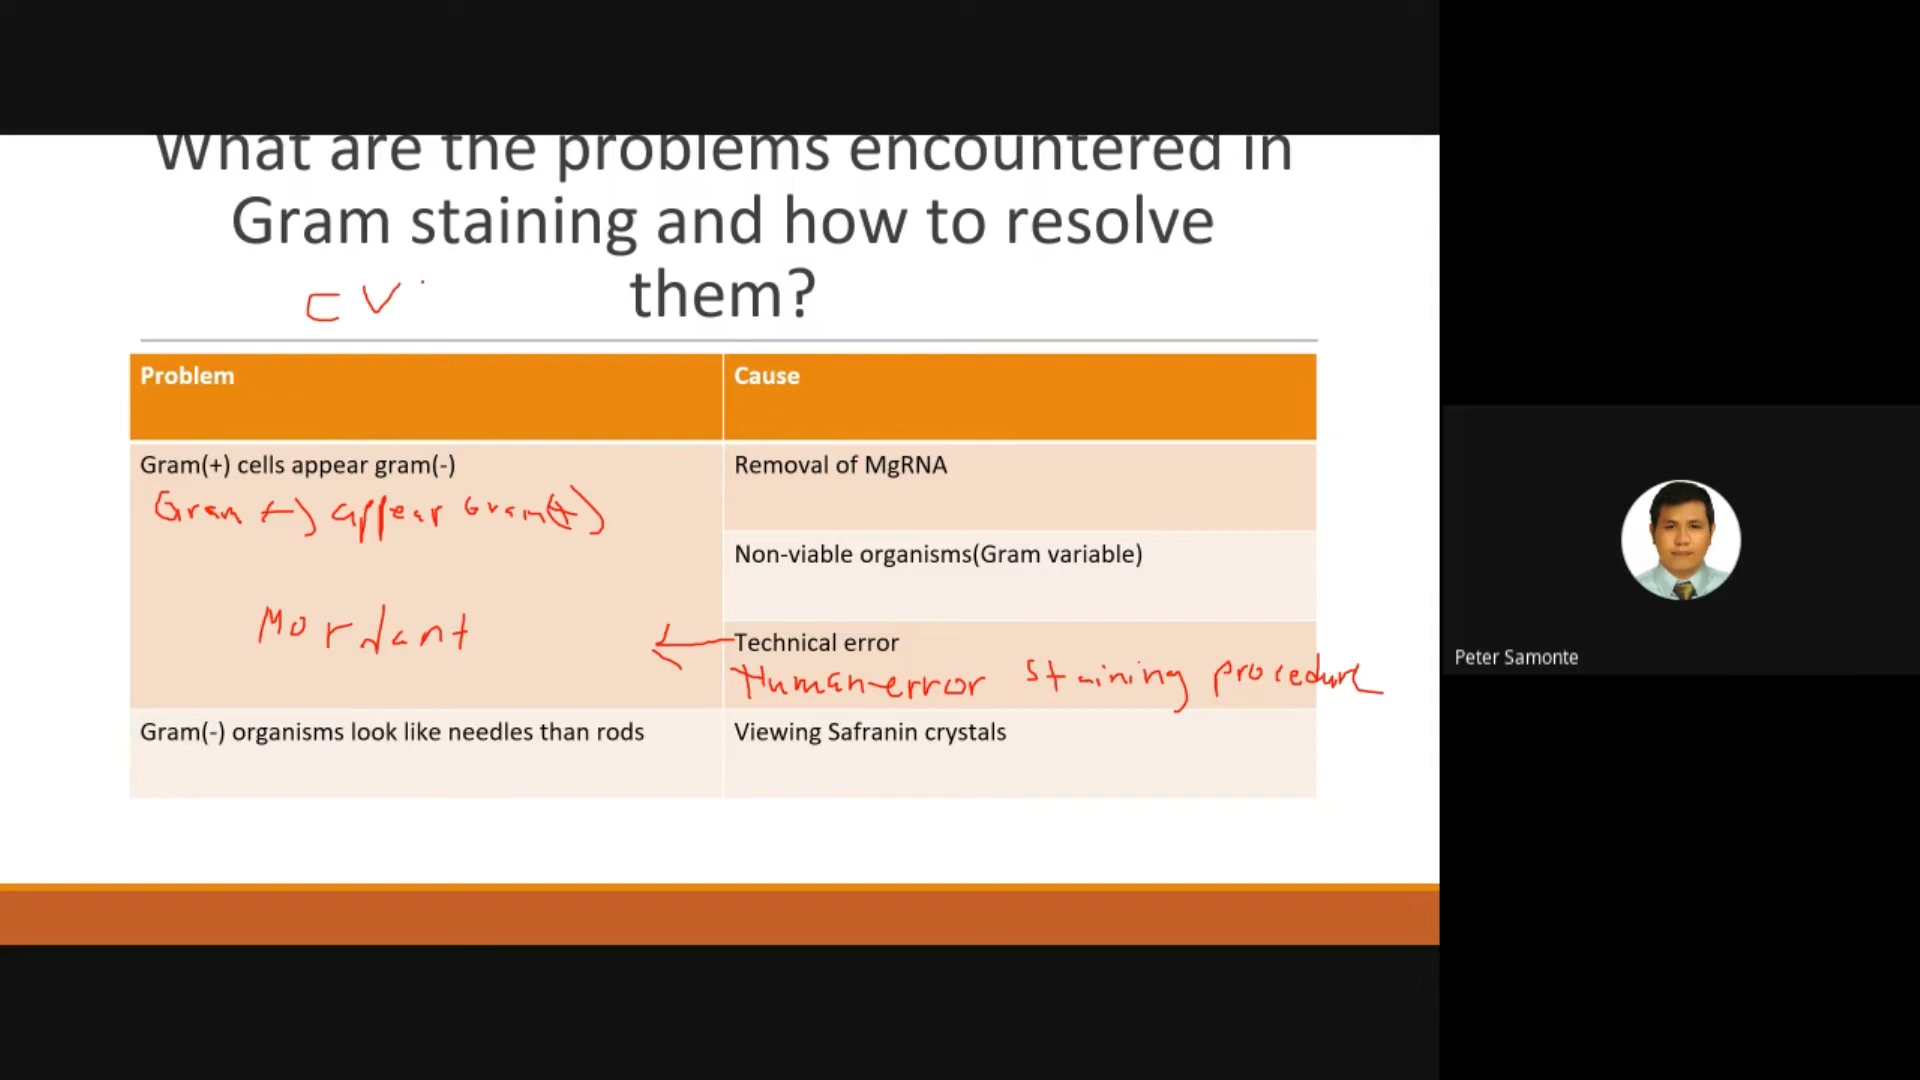 What are the problems encountered in
Gram staining and how to resolve
them?
CV
Problem
Cause
Gram(+) cells appear gram(-)
Gram (-) appear Gram(+)
Mordant
Removal of MgRNA
Non-viable organisms(Gram variable)
Technical error
Human error staining procedure
Gram(-) organisms look like needles than rods
Viewing Safranin crystals
Peter Samonte